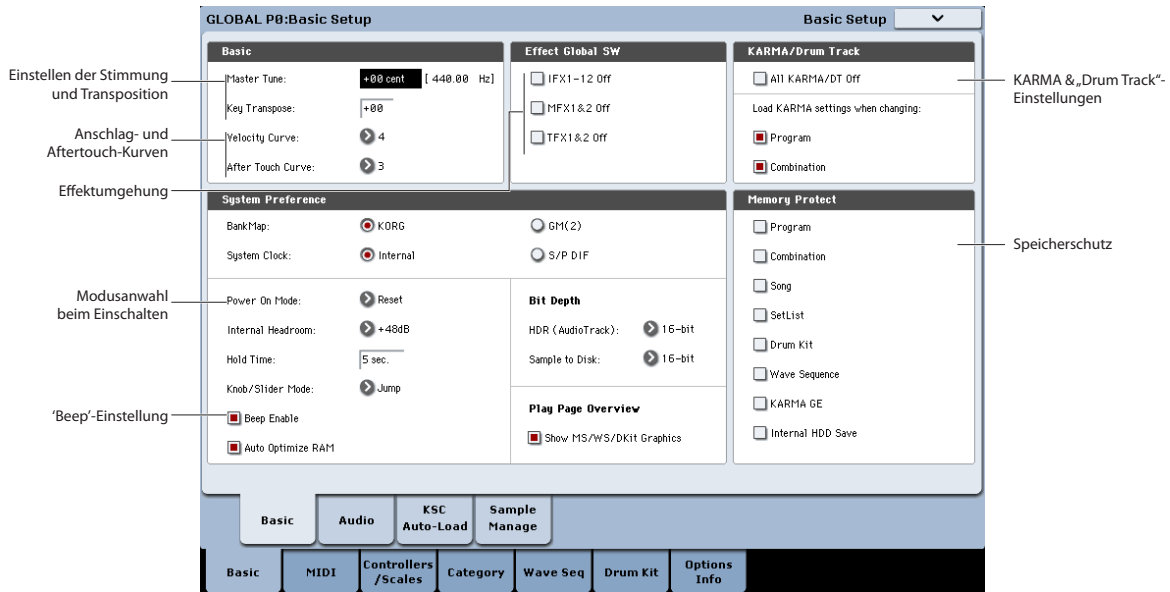 GLOBAL P0:Basic Setup
Basic Setup
Basic
Master Tune:
+00 cent
[ 440.00 Hz]
Key Transpose:
+00
Velocity Curve:
4
After Touch Curve:
3
Effect Global SW
IFX1-12 Off
MFX1&2 Off
TFX1&2 Off
KARMA/Drum Track
All KARMA/DT Off
Load KARMA settings when changing:
Program
Combination
System Preference
BankMap:
KORG
GM(2)
System Clock:
Internal
S/P DIF
Power On Mode:
Reset
Internal Headroom:
+48dB
Hold Time:
5 sec.
Knob/Slider Mode:
Jump
Beep Enable
Auto Optimize RAM
Bit Depth
HDR (AudioTrack):
16-bit
Sample to Disk:
16-bit
Play Page Overview
Show MS/WS/DKit Graphics
Memory Protect
Program
Combination
Song
SetList
Drum Kit
Wave Sequence
KARMA GE
Internal HDD Save
Basic
Audio
KSC
Auto-Load
Sample
Manage
Basic
MIDI
Controllers
/Scales
Category
Wave Seq
Drum Kit
Options
Info
Einstellen der Stimmung
und Transposition
Anschlag- und
Aftertouch-Kurven
Effektumgehung
Modusanwahl
beim Einschalten
'Beep'-Einstellung
KARMA &„Drum Track“-
Einstellungen
Speicherschutz